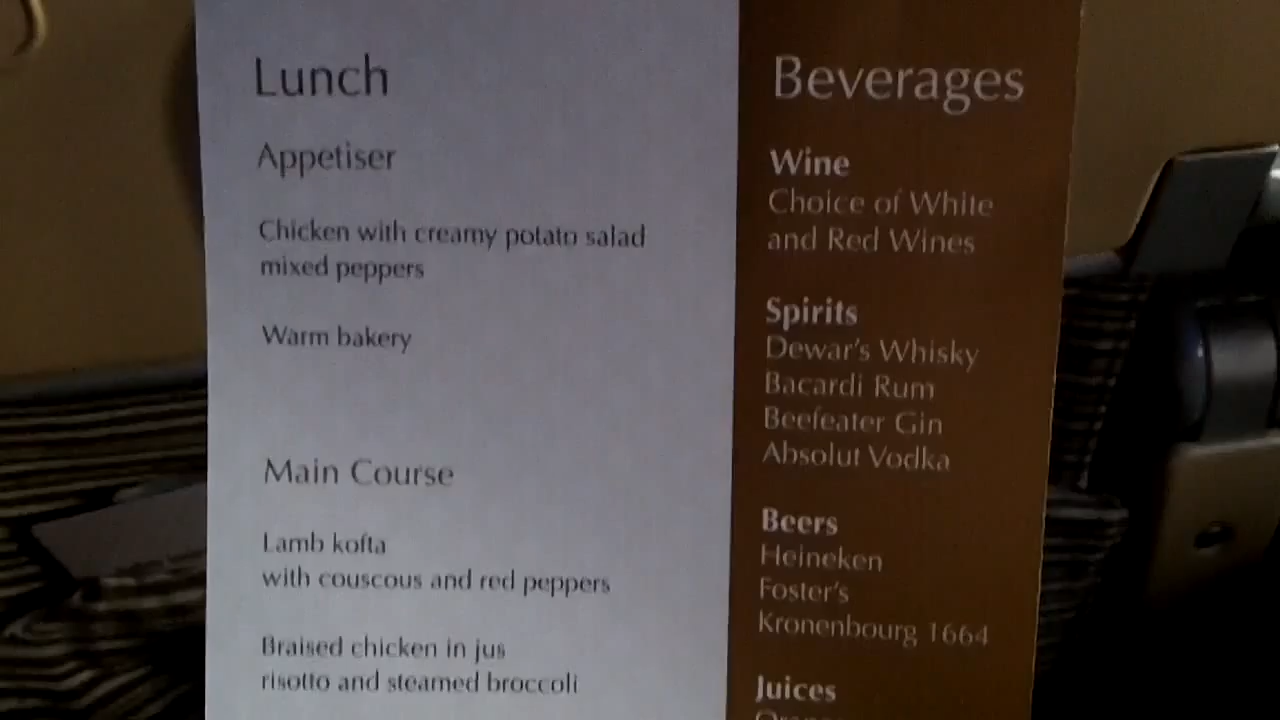 Lunch
Appetiser
Chicken with creamy potato salad
mixed peppers
Warm bakery
Main Course
Lamb kofta
with couscous and red peppers
Braised chicken in jus
risotto and steamed broccoli
Beverages
Wine
Choice of White
and Red Wines
Spirits
Dewar's Whisky
Bacardi Rum
Beefeater Gin
Absolut Vodka
Beers
Heineken
Foster's
Kronenbourg 1664
Juices